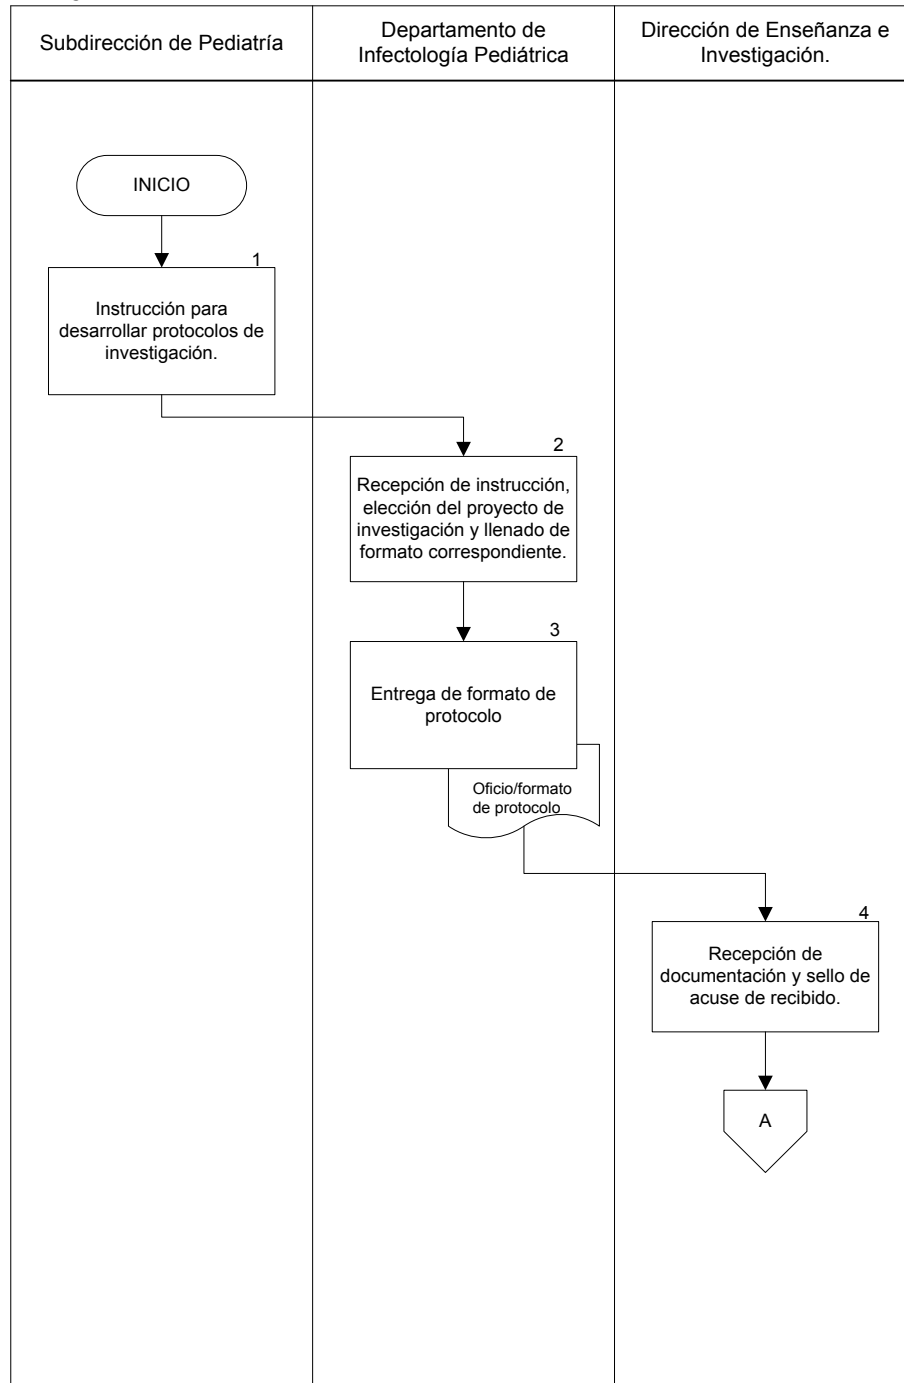 Subdirección de Pediatría
Departamento de
Infectología Pediátrica
Dirección de Enseñanza e
Investigación.
INICIO
1
Instrucción para
desarrollar protocolos de
investigación.
2
Recepción de instrucción,
elección del proyecto de
investigación y llenado de
formato correspondiente.
3
Entrega de formato de
protocolo
Oficio/formato
de protocolo
4
Recepción de
documentación y sello de
acuse de recibido.
A